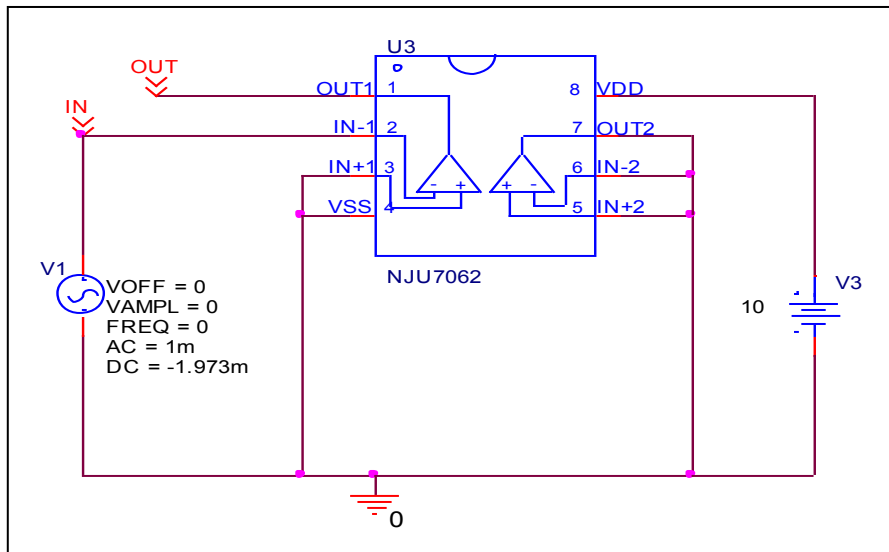 U3
OUT
OUT1 1 8 VDD
IN
IN-1 2 7 OUT2
IN+1 3 6 IN-2
- + + -
VSS 4 5 IN+2
V1
NJU7062
V3
VOFF = 0
VAMPL = 0
10
FREQ = 0
AC = 1m
DC = -1.973m
0